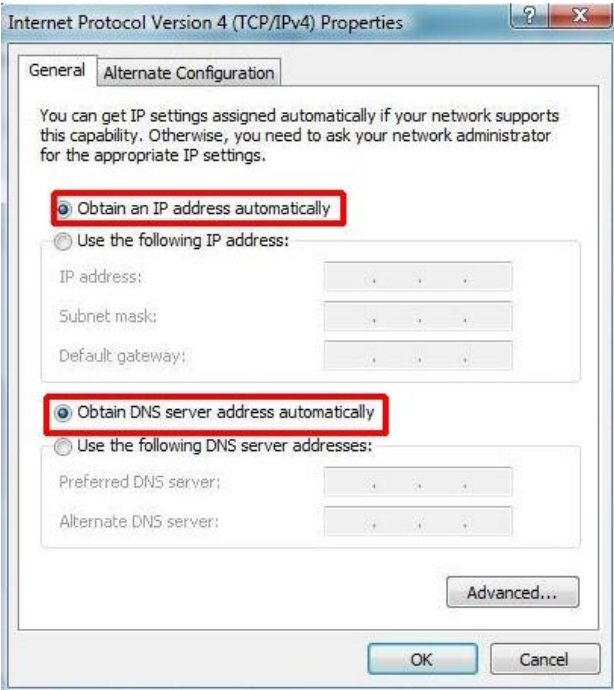 Internet Protocol Version 4 (TCP/IPv4) Properties
?
X
General
Alternate Configuration
You can get IP settings assigned automatically if your network supports
this capability. Otherwise, you need to ask your network administrator
for the appropriate IP settings.
Obtain an IP address automatically
Use the following IP address:
IP address:
. . .
Subnet mask:
. . .
Default gateway:
. . .
Obtain DNS server address automatically
Use the following DNS server addresses:
Preferred DNS server:
. . .
Alternate DNS server:
. . .
Advanced...
OK
Cancel